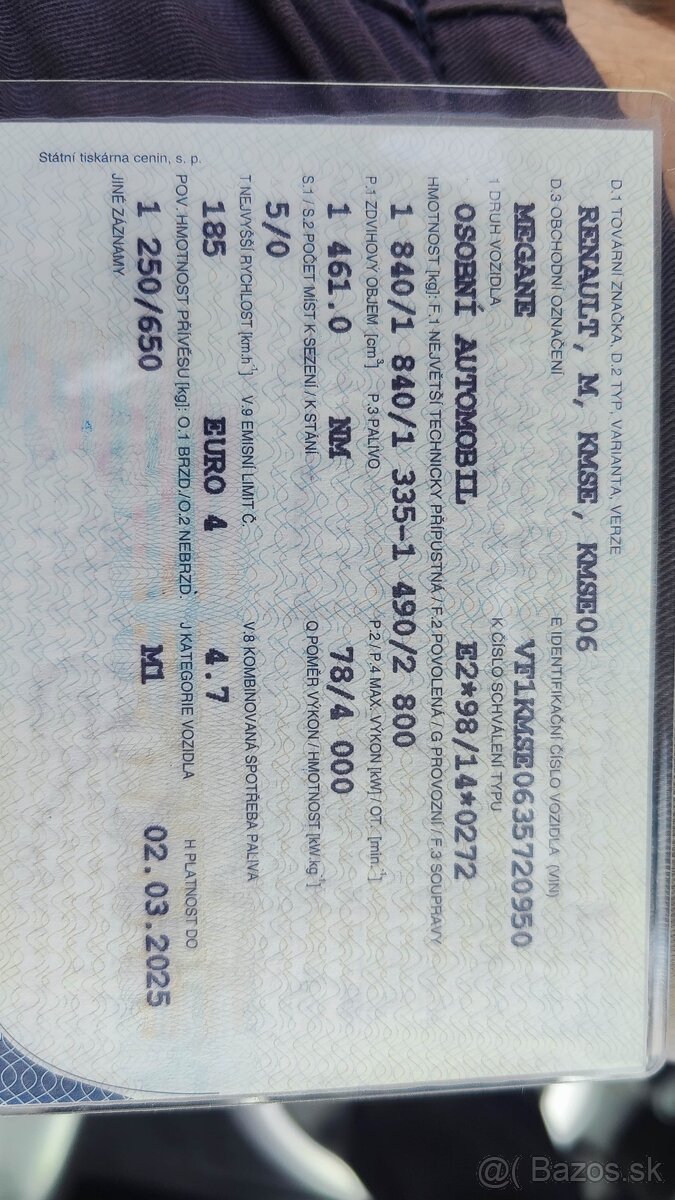 D.1 TOVÁRNÍ ZNAČKA, D.2 TYP, VARIANTA, VERZE
RENAULT, M, KMSE, KMSE06
D.3 OBCHODNÍ OZNAČENÍ E IDENTIFIKAČNÍ ČÍSLO VOZIDLA (VIN)
MEGANE VF1KMSE0635720950
1 DRUH VOZIDLA K ČÍSLO SCHVÁLENÍ TYPU
OSOBNÍ AUTOMOBIL E2*98/14*0272
HMOTNOST [kg]: F.1 NEJVĚTŠÍ TECHNICKY PŘÍPUSTNÁ / F.2 POVOLENÁ / G PROVOZNÍ / F.3 SOUPRAVY
1 840/1 840/1 335-1 490/2 800
P.1 ZDVIHOVÝ OBJEM [cm³] P.3 PALIVO P.2 / P.4 MAX. VÝKON [kW] / OT. [min.⁻¹]
1 461.0 NM 78/4 000
S.1 / S.2 POČET MÍST K SEZENÍ / K STÁNÍ Q POMĚR VÝKON / HMOTNOST [kW.kg⁻¹]
5/0
T NEJVYŠŠÍ RYCHLOST [km.h⁻¹] V.9 EMISNÍ LIMIT Č. V.8 KOMBINOVANÁ SPOTŘEBA PALIVA
185 EURO 4 4.7
POV. HMOTNOST PŘÍVĚSU [kg]: O.1 BRZD./O.2 NEBRZD. J KATEGORIE VOZIDLA H PLATNOST DO
1 250/650 M1 02.03.2025
JINÉ ZÁZNAMY
Státní tiskárna cenin, s. p.
@( Bazos.sk